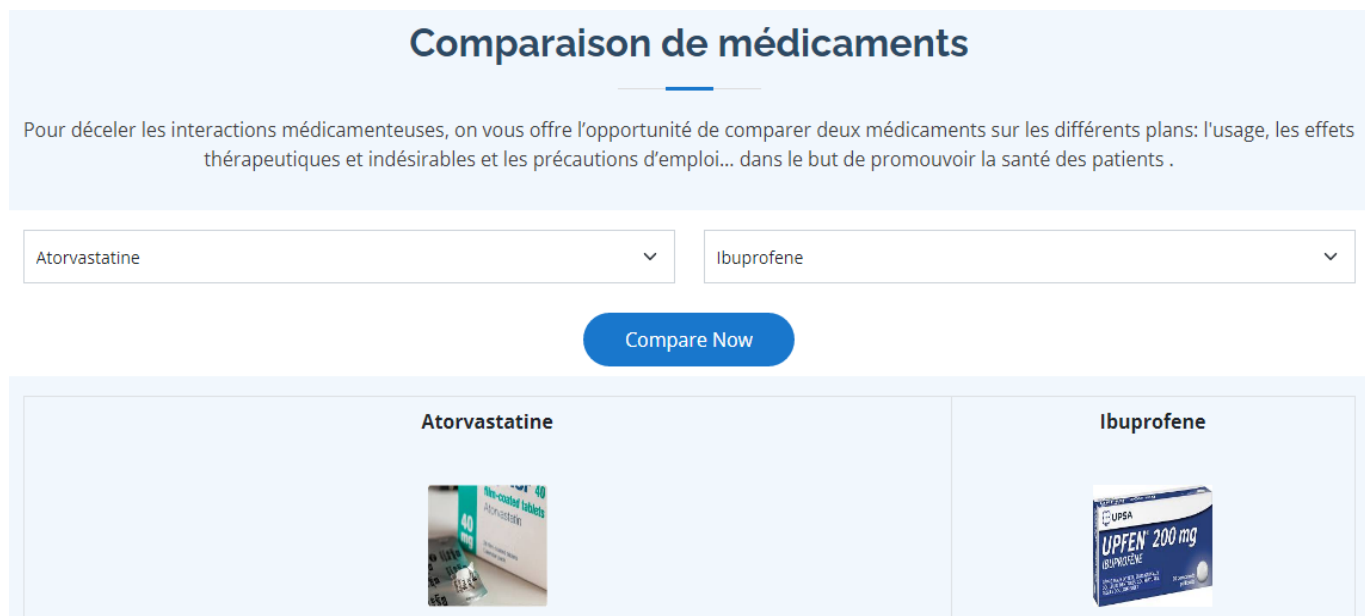 Comparaison de médicaments
Pour déceler les interactions médicamenteuses, on vous offre l’opportunité de comparer deux médicaments sur les différents plans: l'usage, les effets
thérapeutiques et indésirables et les précautions d’emploi... dans le but de promouvoir la santé des patients .
Atorvastatine
Ibuprofene
Compare Now
Atorvastatine
Ibuprofene
40
film-coated tablets
Atorvastatin
40
mg
UPSA
UPFEN 200 mg
IBUPROFÈNE